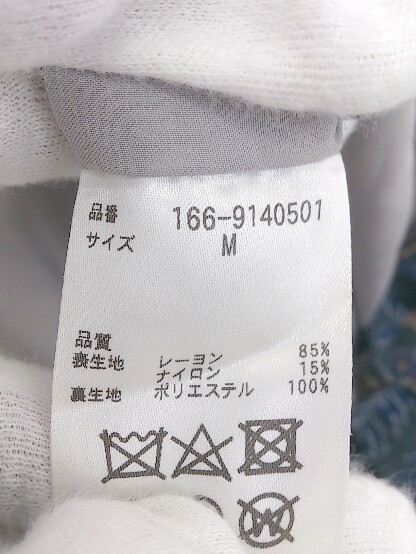 品番 166-9140501
サイズ M
品質
表生地 レーヨン 85%
ナイロン 15%
裏生地 ポリエステル 100%
W